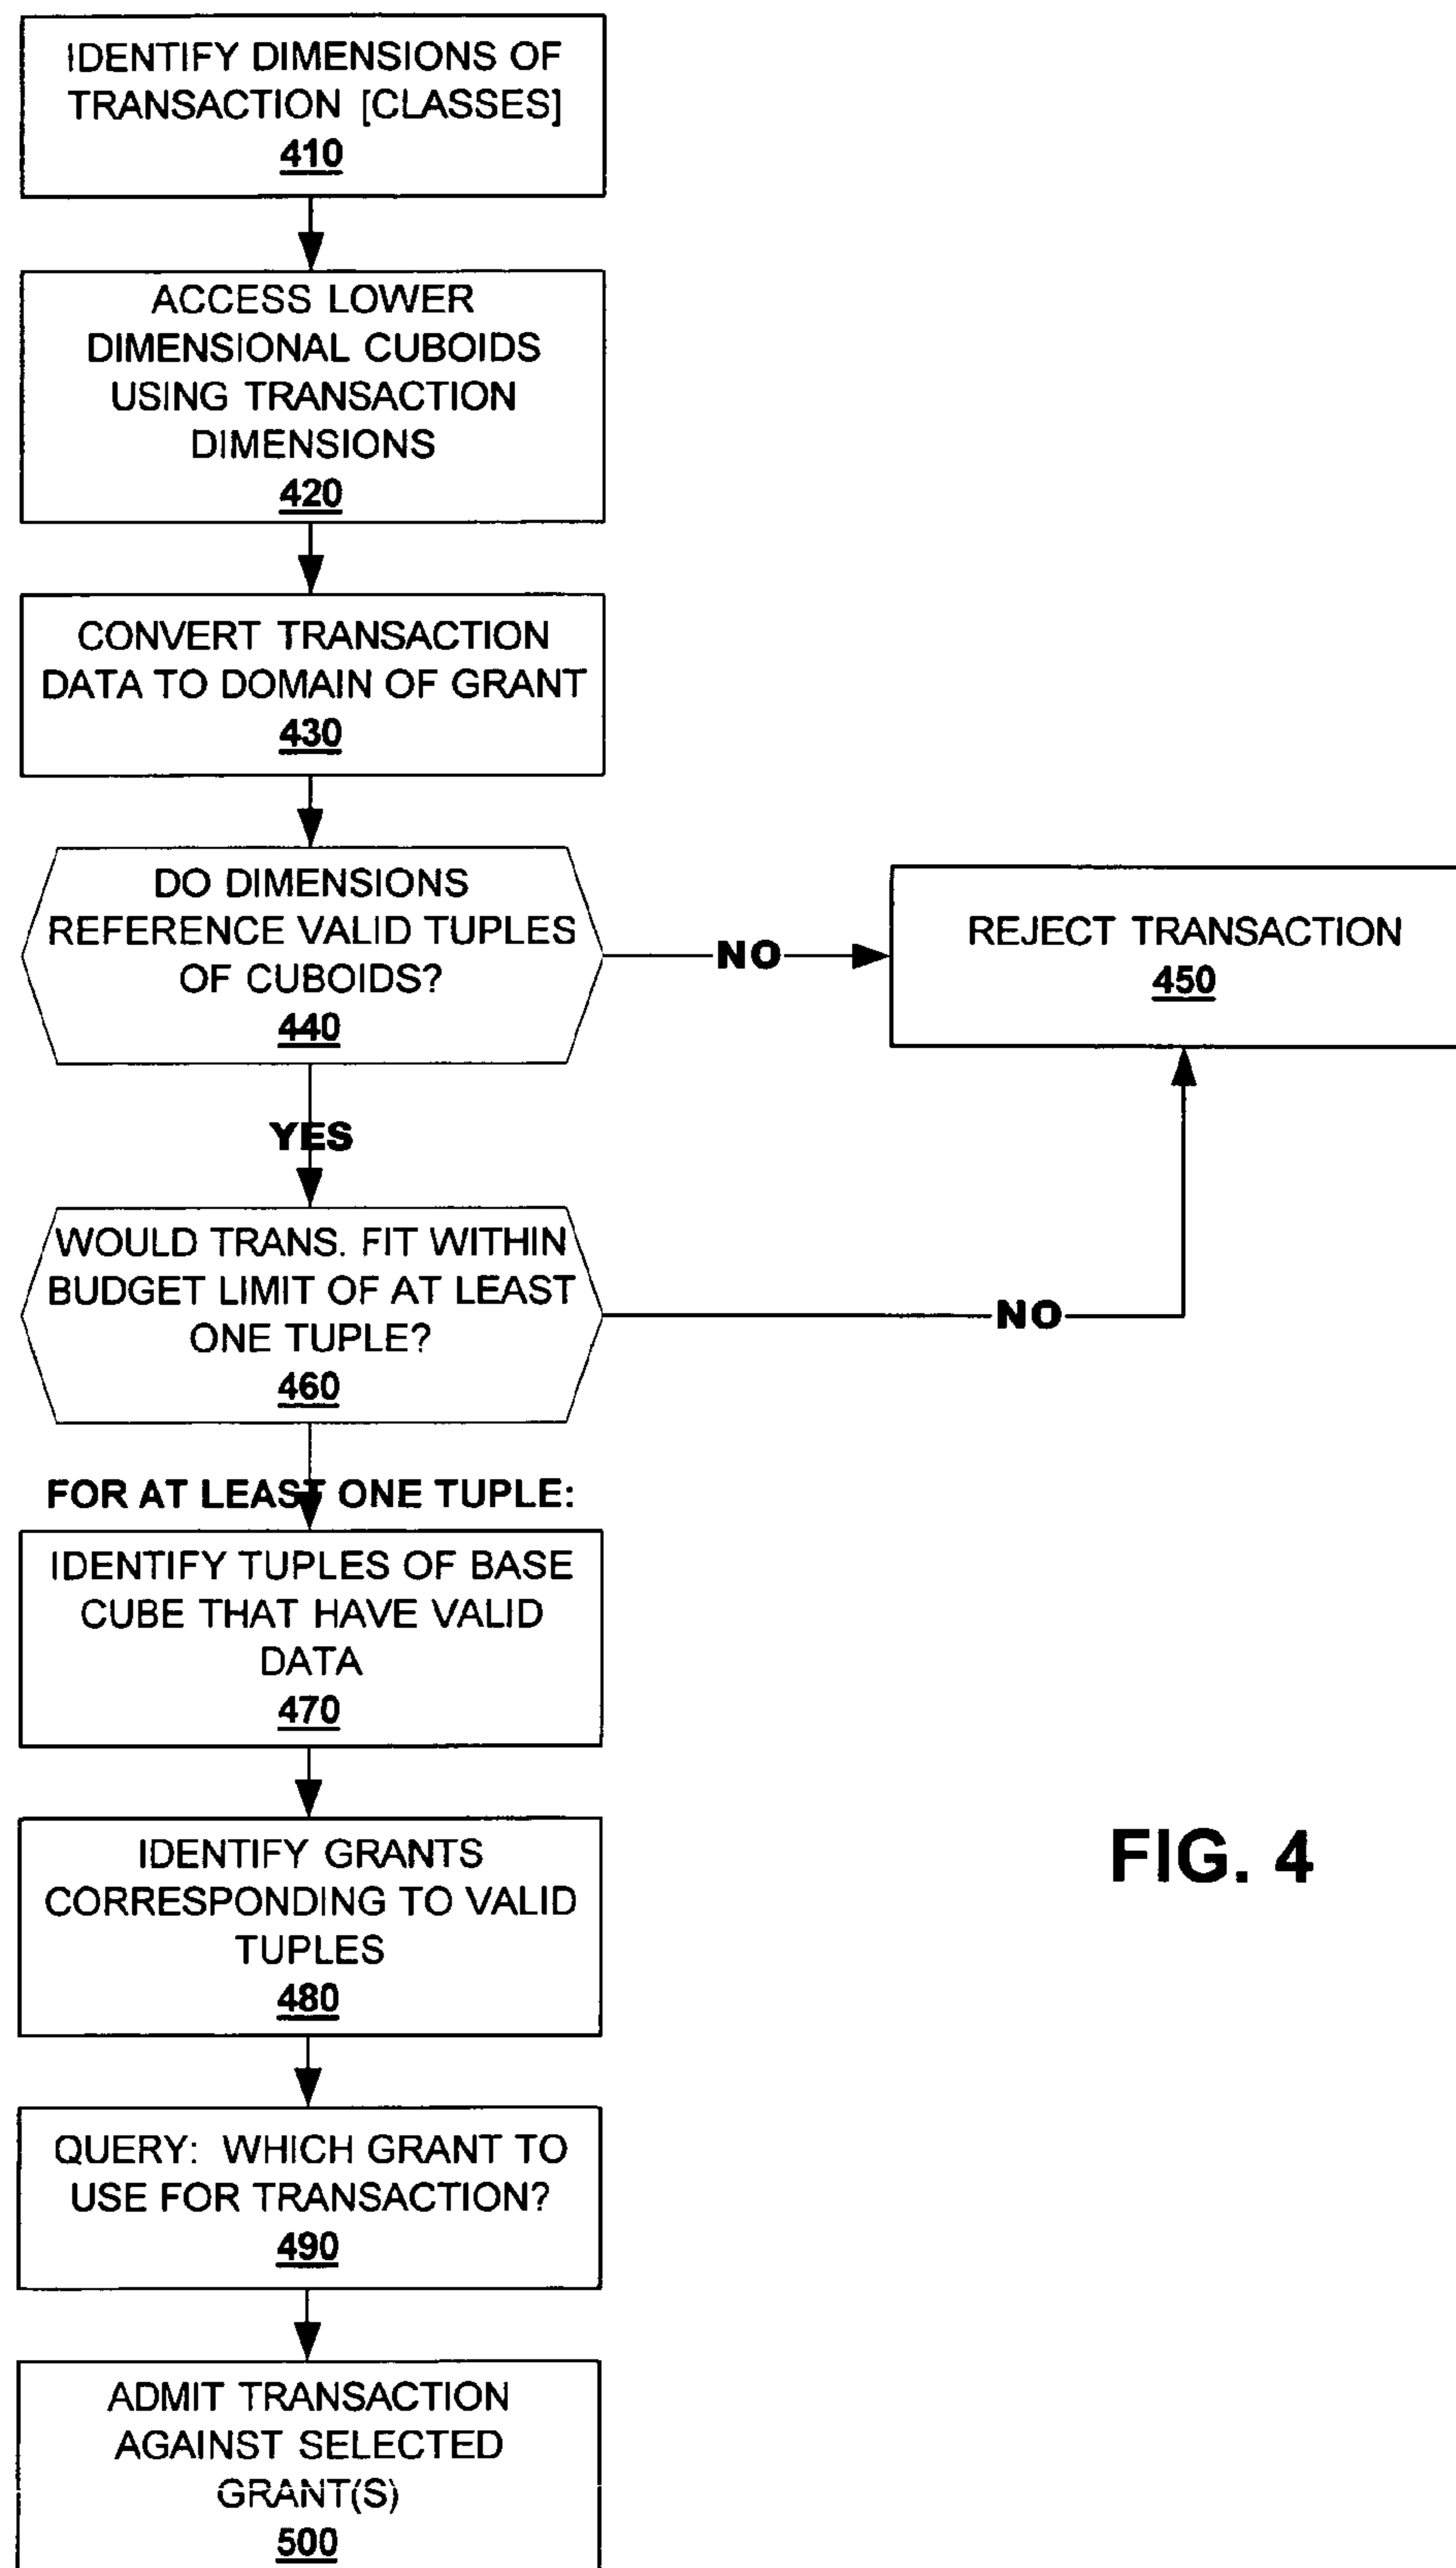 IDENTIFY DIMENSIONS OF
TRANSACTION [CLASSES]
410
ACCESS LOWER
DIMENSIONAL CUBOIDS
USING TRANSACTION
DIMENSIONS
420
CONVERT TRANSACTION
DATA TO DOMAIN OF GRANT
430
DO DIMENSIONS
REFERENCE VALID TUPLES
OF CUBOIDS?
440
NO
REJECT TRANSACTION
450
YES
WOULD TRANS. FIT WITHIN
BUDGET LIMIT OF AT LEAST
ONE TUPLE?
460
NO
FOR AT LEAST ONE TUPLE:
IDENTIFY TUPLES OF BASE
CUBE THAT HAVE VALID
DATA
470
IDENTIFY GRANTS
CORRESPONDING TO VALID
TUPLES
480
FIG. 4
QUERY: WHICH GRANT TO
USE FOR TRANSACTION?
490
ADMIT TRANSACTION
AGAINST SELECTED
GRANT(S)
500